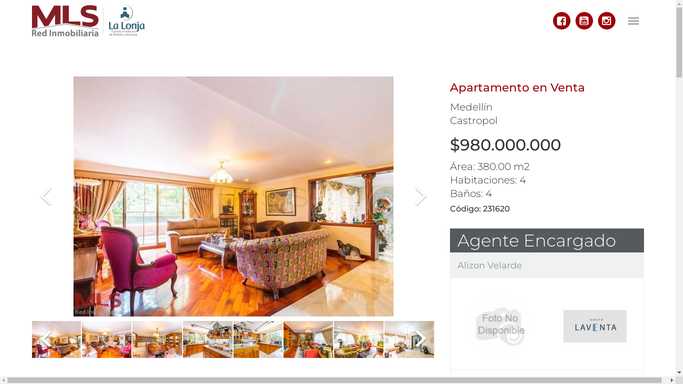 MLS
Red Inmobiliaria
La Lonja
Apartamento en Venta
Medellín
Castropol
$980.000.000
Área: 380.00 m2
Habitaciones: 4
Baños: 4
Código: 231620
Agente Encargado
Alizon Velarde
Foto No
Disponible
LAVENTA
MLS